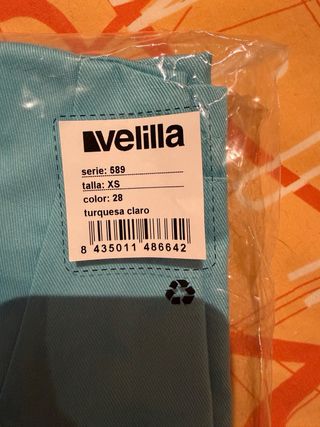 velilla
serie: 589
talla: XS
color: 28
turquesa claro
8 435011 486642